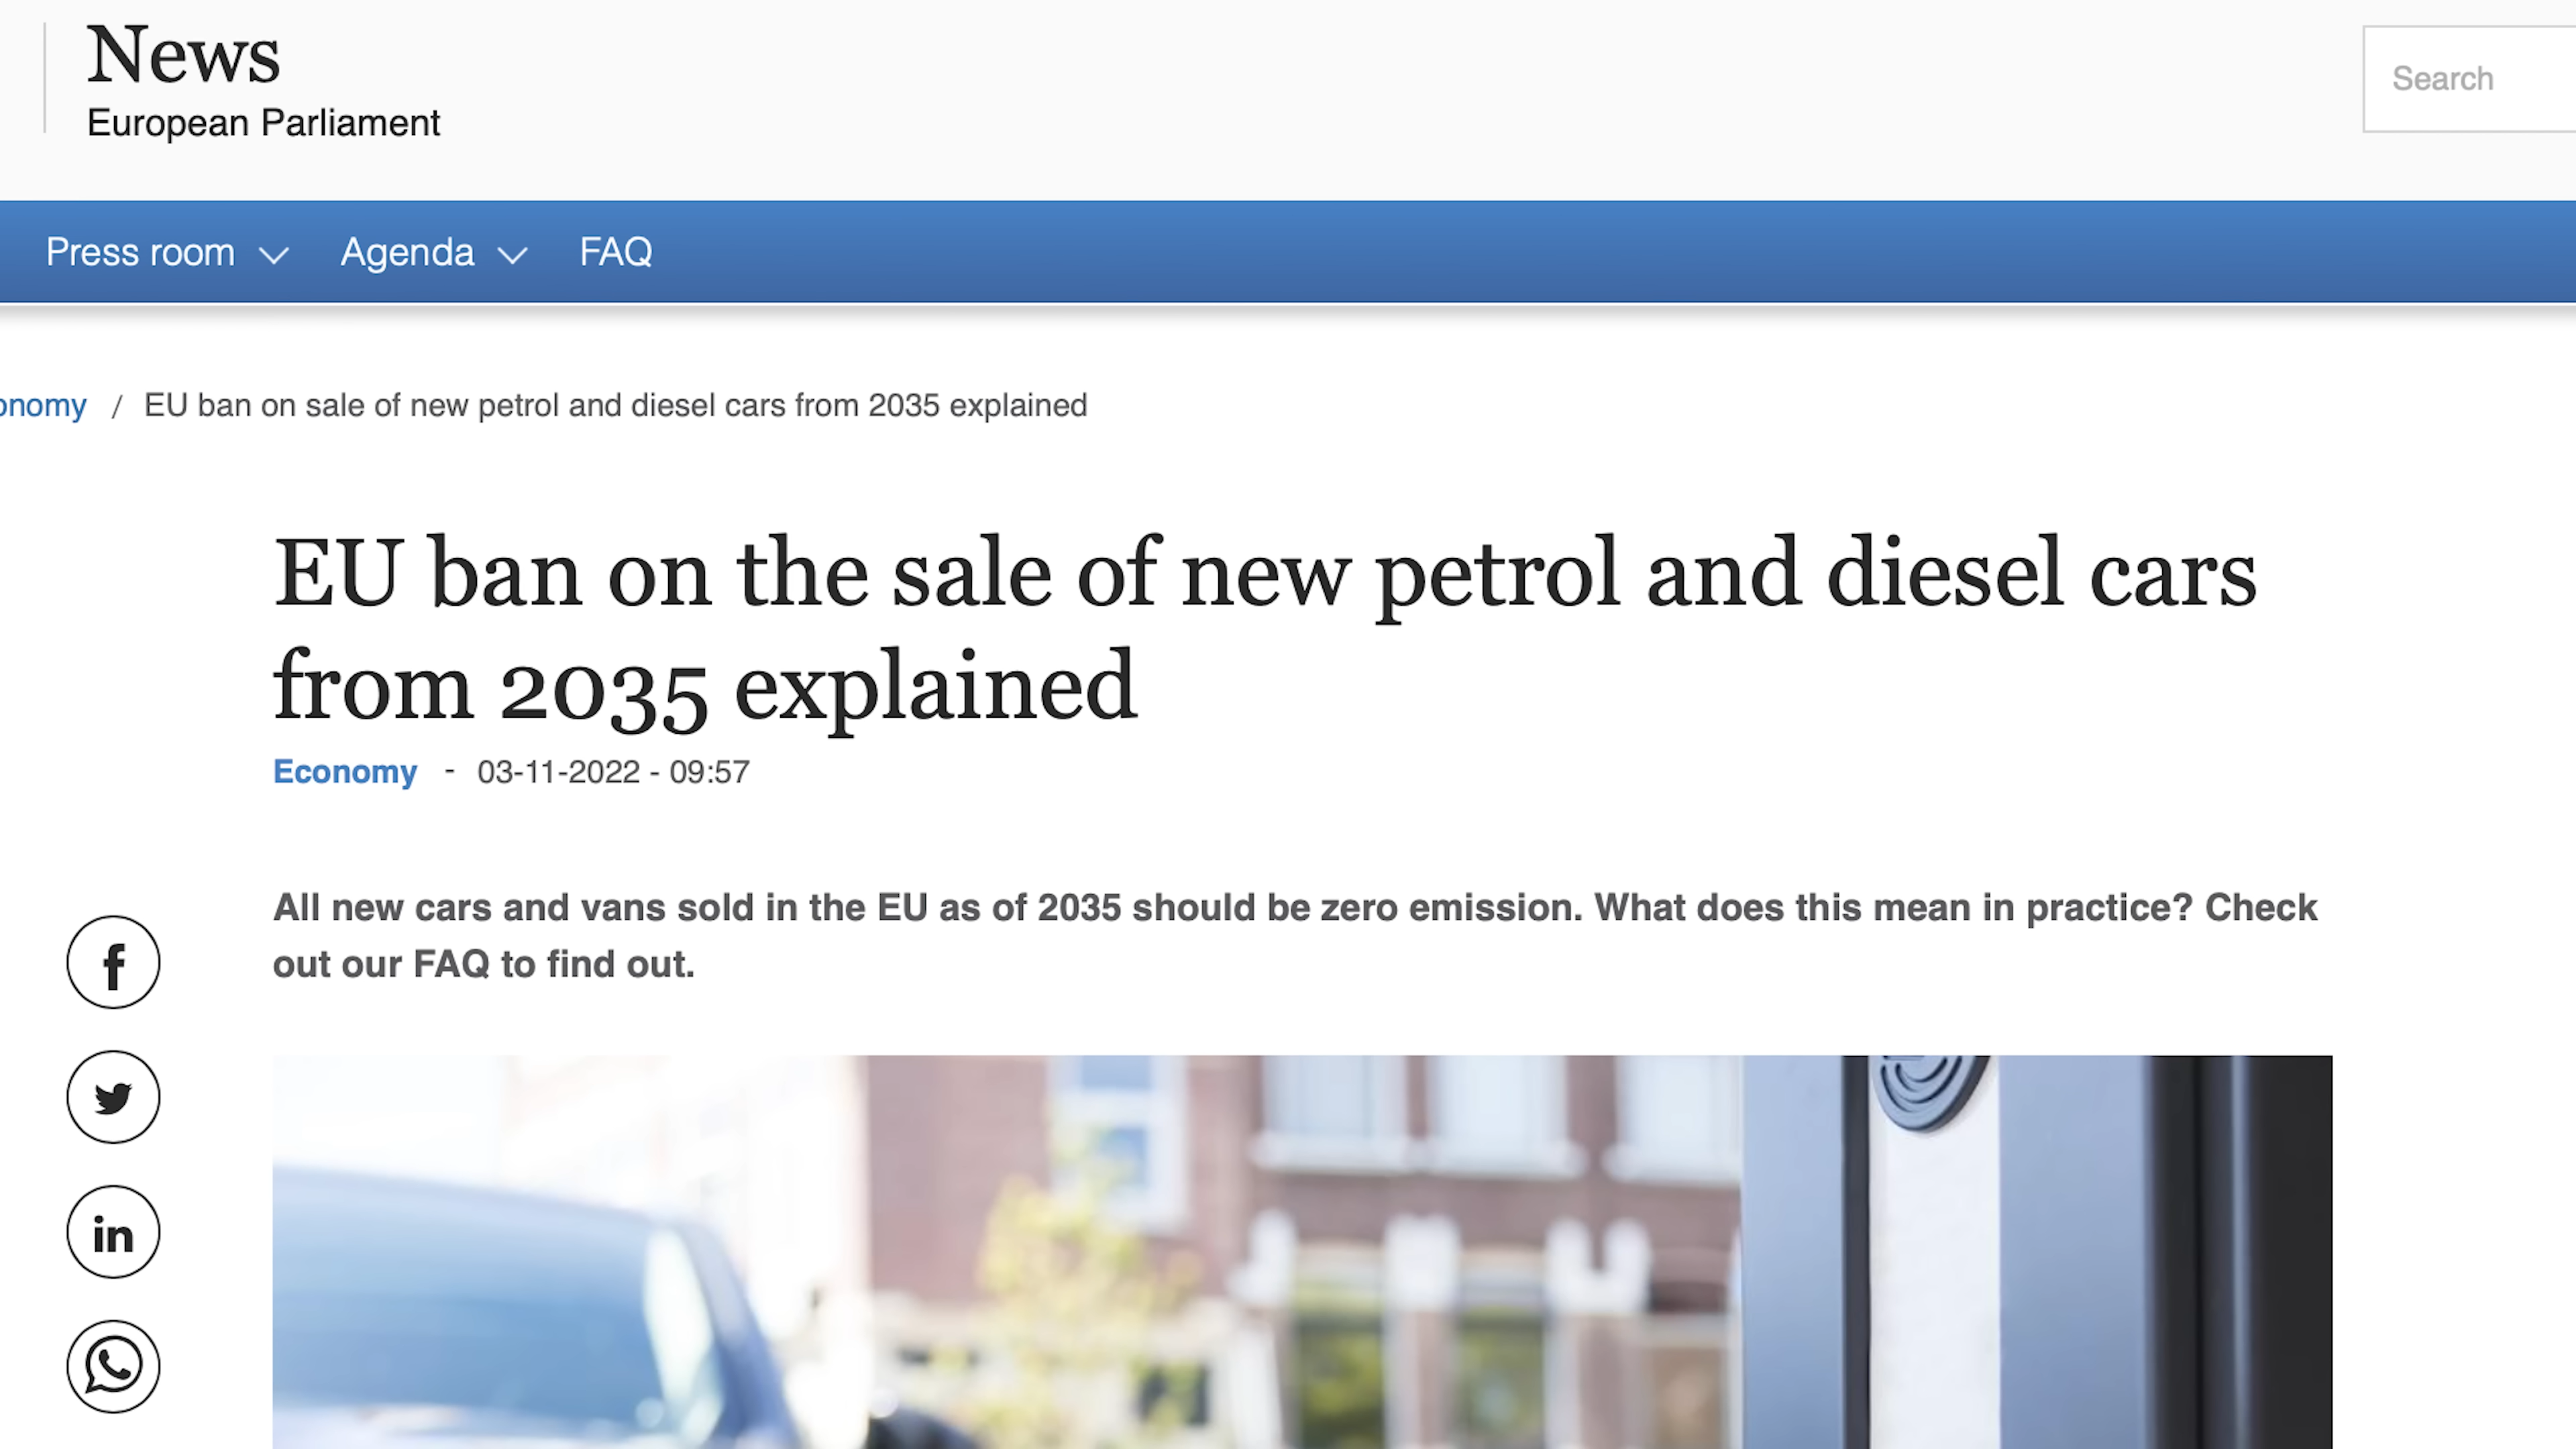 News
European Parliament
Search
Press room
Agenda
FAQ
onomy / EU ban on sale of new petrol and diesel cars from 2035 explained
EU ban on the sale of new petrol and diesel cars
from 2035 explained
Economy - 03-11-2022 - 09:57
All new cars and vans sold in the EU as of 2035 should be zero emission. What does this mean in practice? Check
out our FAQ to find out.
f
in